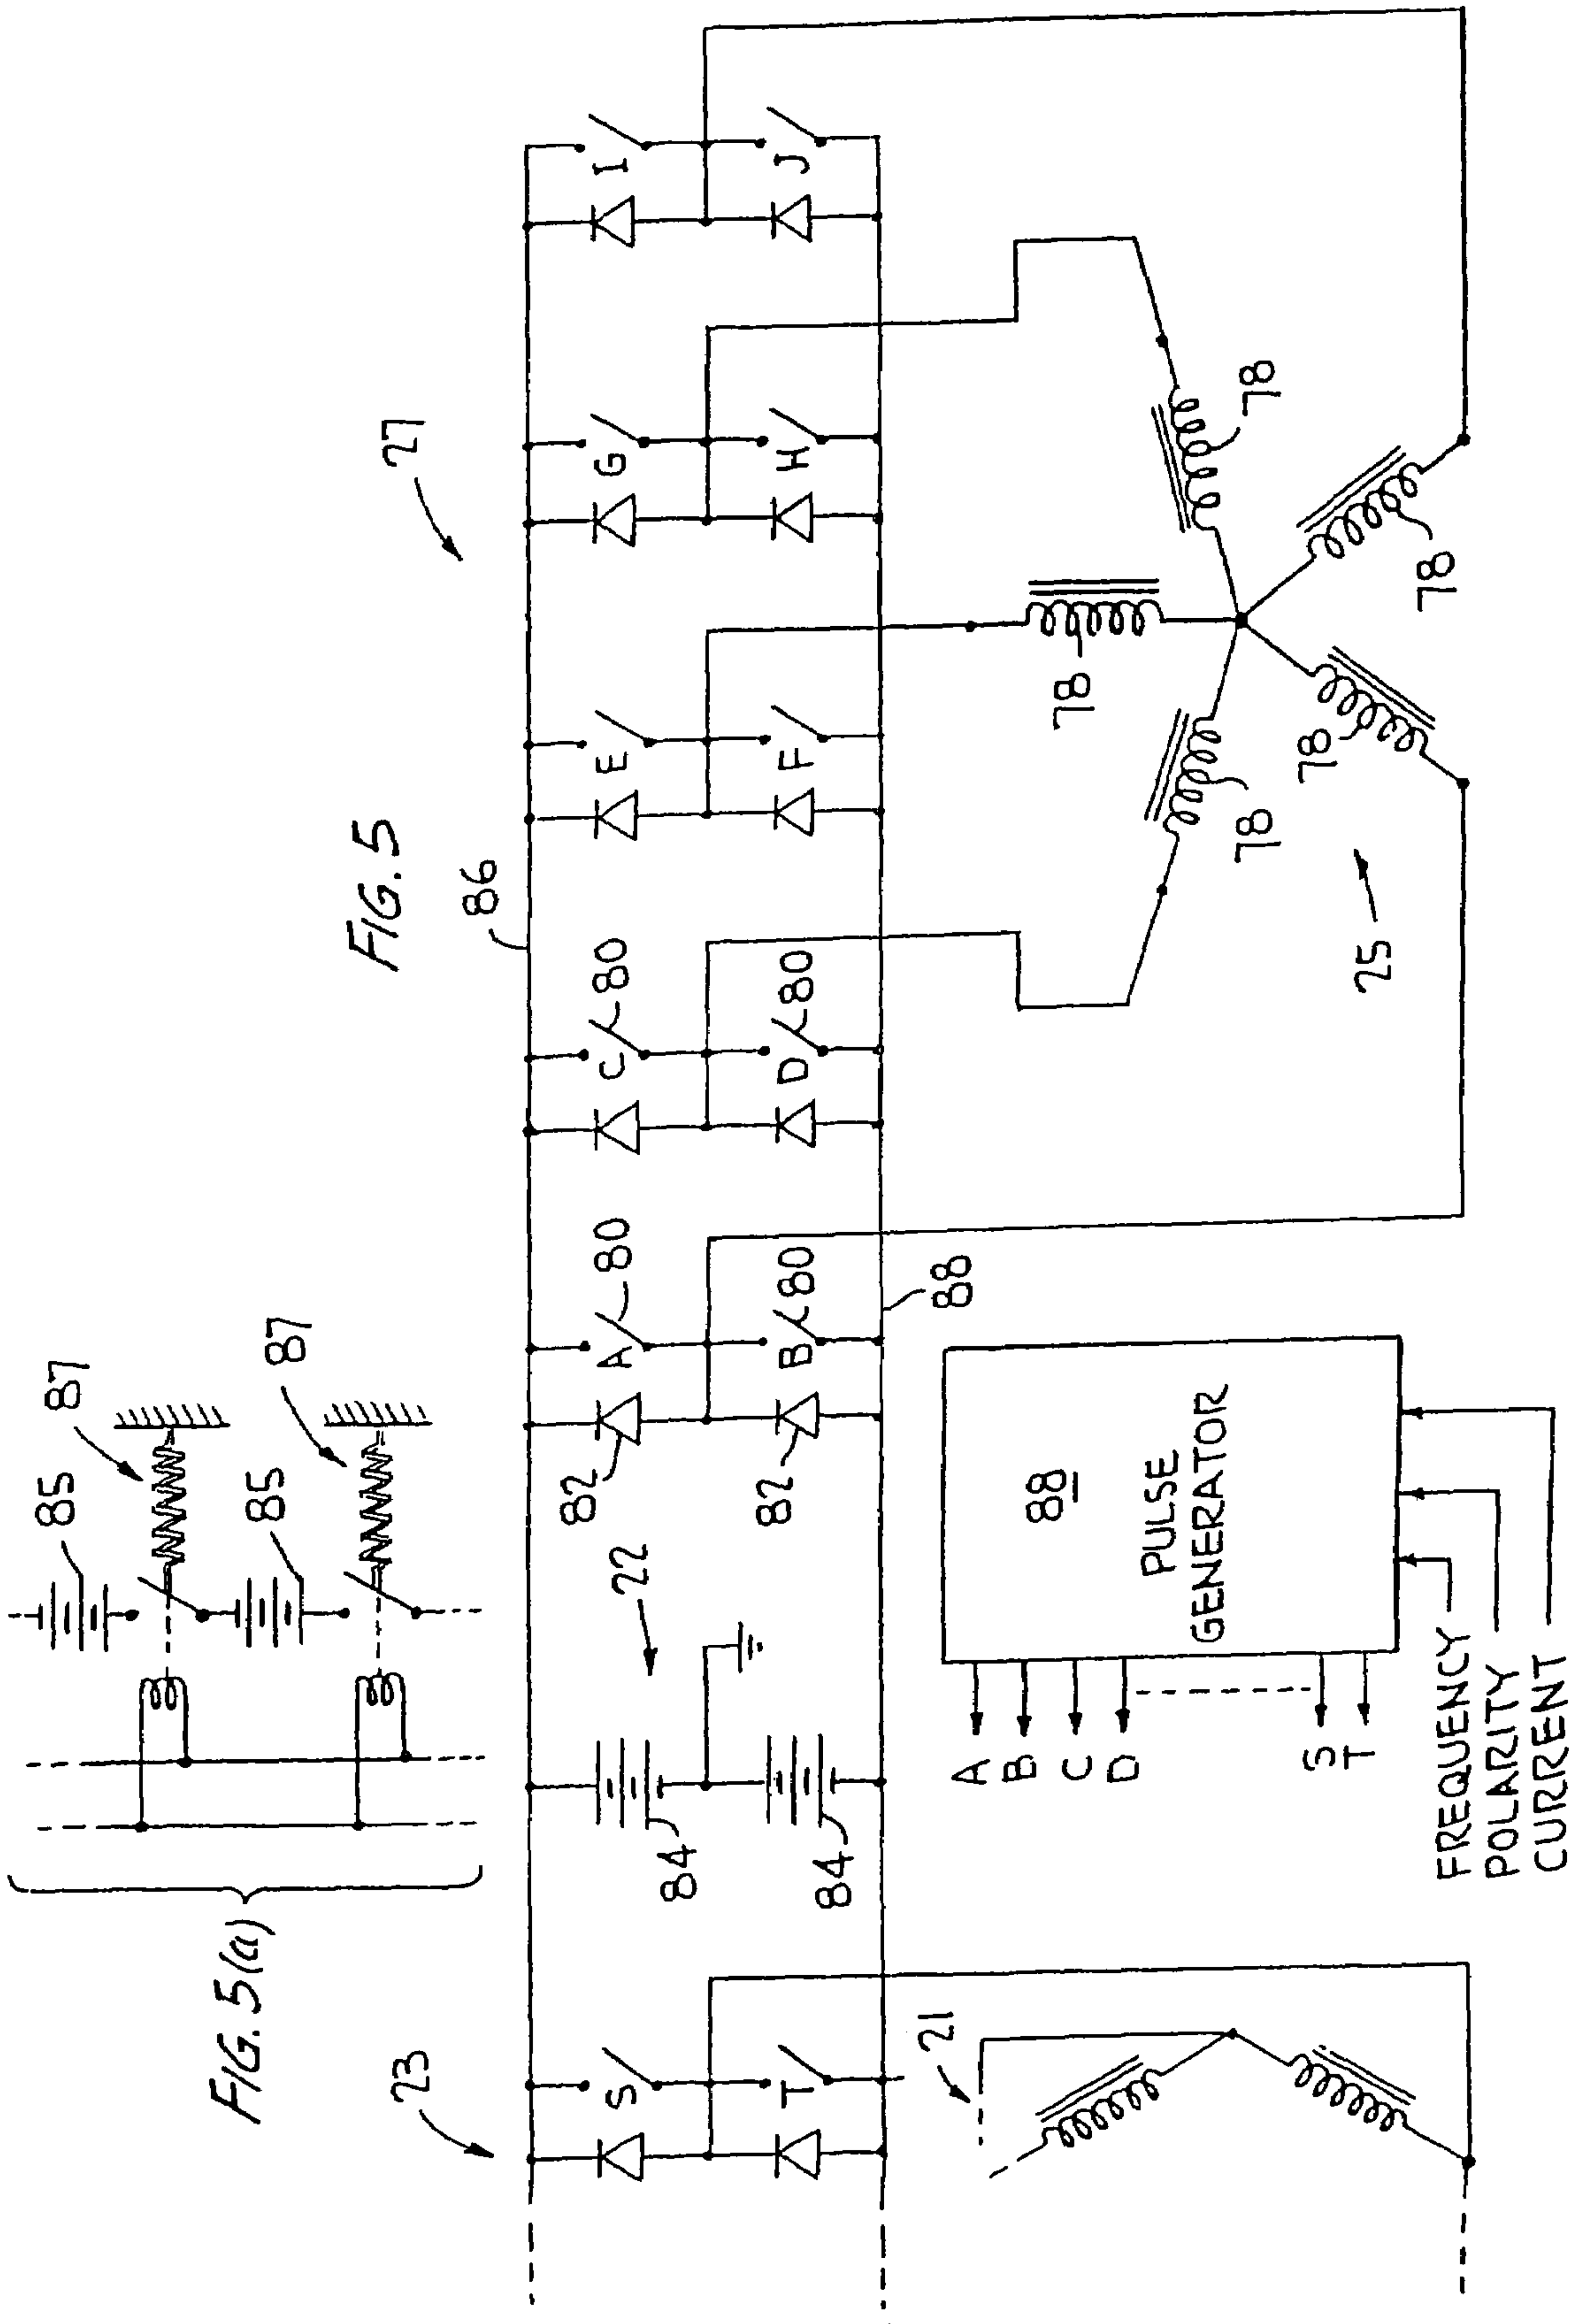 FIG. 5(a)
85
87
85
87
FIG. 5
23
22
86
27
S
T
84
84
82
82
A
80
B
80
C
80
D
80
E
F
G
H
I
J
88
21
A
B
C
D
S
T
88
PULSE
GENERATOR
FREQUENCY
POLARITY
CURRENT
25
78
78
78
78
78